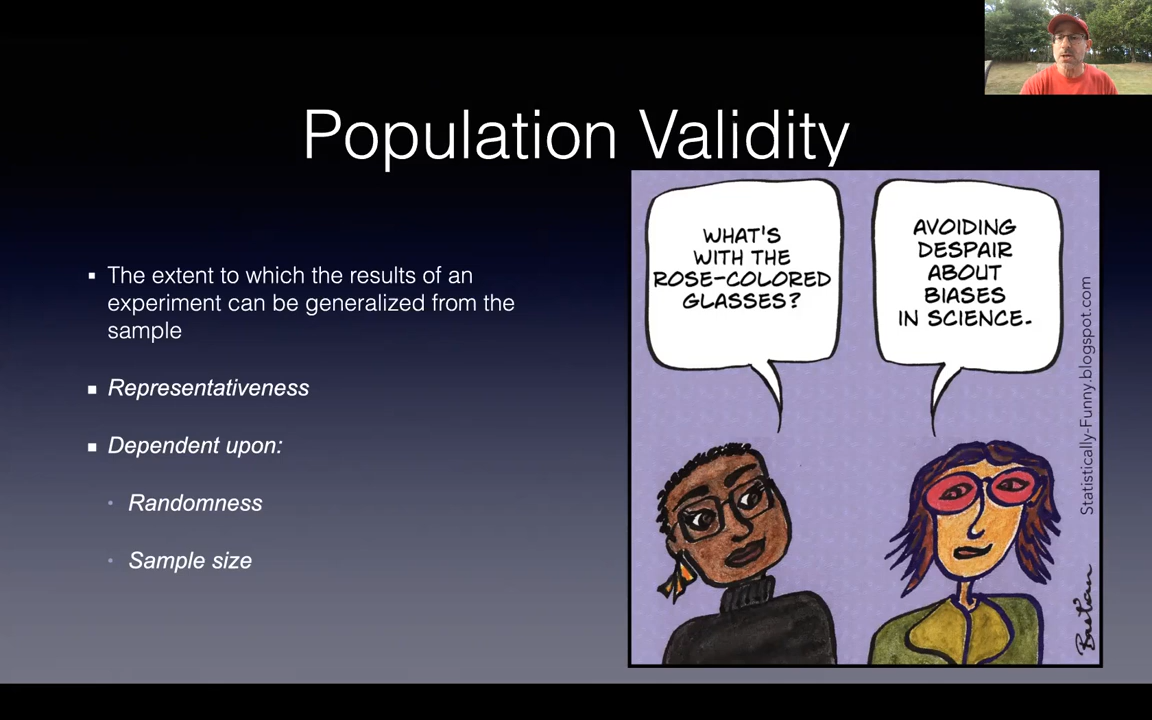 Population Validity
▪ The extent to which the results of an
experiment can be generalized from the
sample
▪ Representativeness
▪ Dependent upon:
• Randomness
• Sample size
WHAT'S
WITH THE
ROSE-COLORED
GLASSES?
AVOIDING
DESPAIR
ABOUT
BIASES
IN SCIENCE.
Statistically-Funny.blogspot.com
Bastian